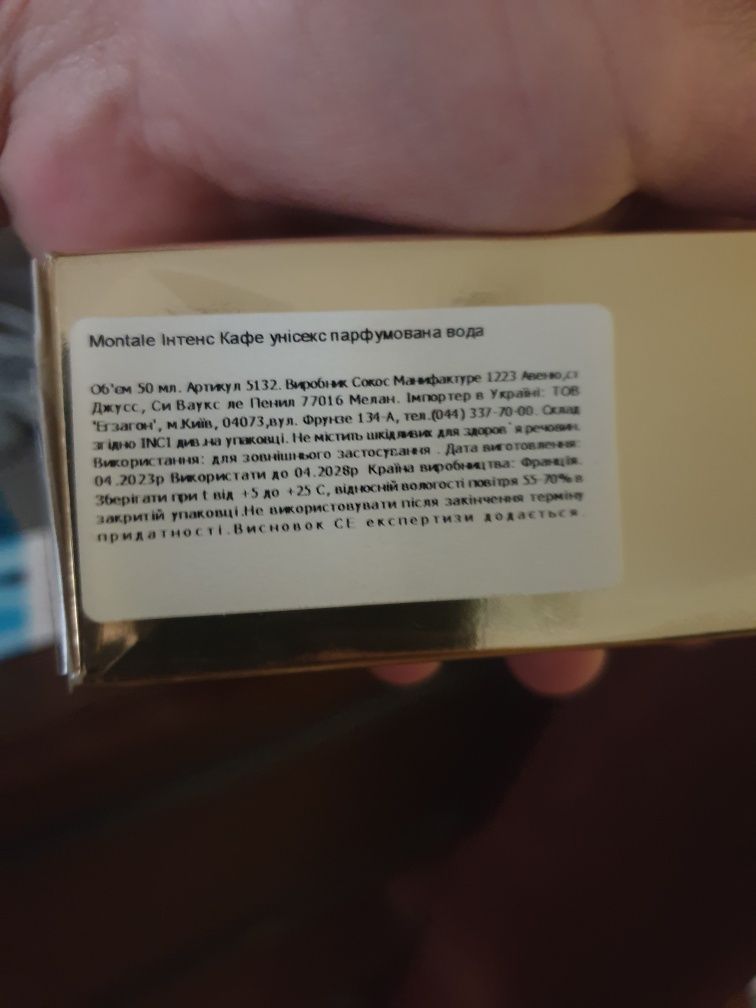 Montale Інтенс Кафе унісекс парфумована вода
Об'єм 50 мл. Артикул 5132. Виробник Сокос Манифактуре 1223 Авеню,ст
Джусс, Си Ваукс ле Пенил 77016 Мелан. Імпортер в Україні: ТОВ
'Егзагон', м.Київ, 04073,вул. Фрунзе 134-А, тел.(044) 337-70-00. Склад
згідно INCI див.на упаковці. Не містить шкідливих для здоров`я речовин.
Використання: для зовнішнього застосування . Дата виготовлення:
04.2023р Використати до 04.2028р Країна виробництва: Франція.
Зберігати при t від +5 до +25 С, відносній вологості повітря 55-70% в
закритій упаковці.Не використовувати після закінчення терміну
придатності.Висновок СЕ експертизи додається.